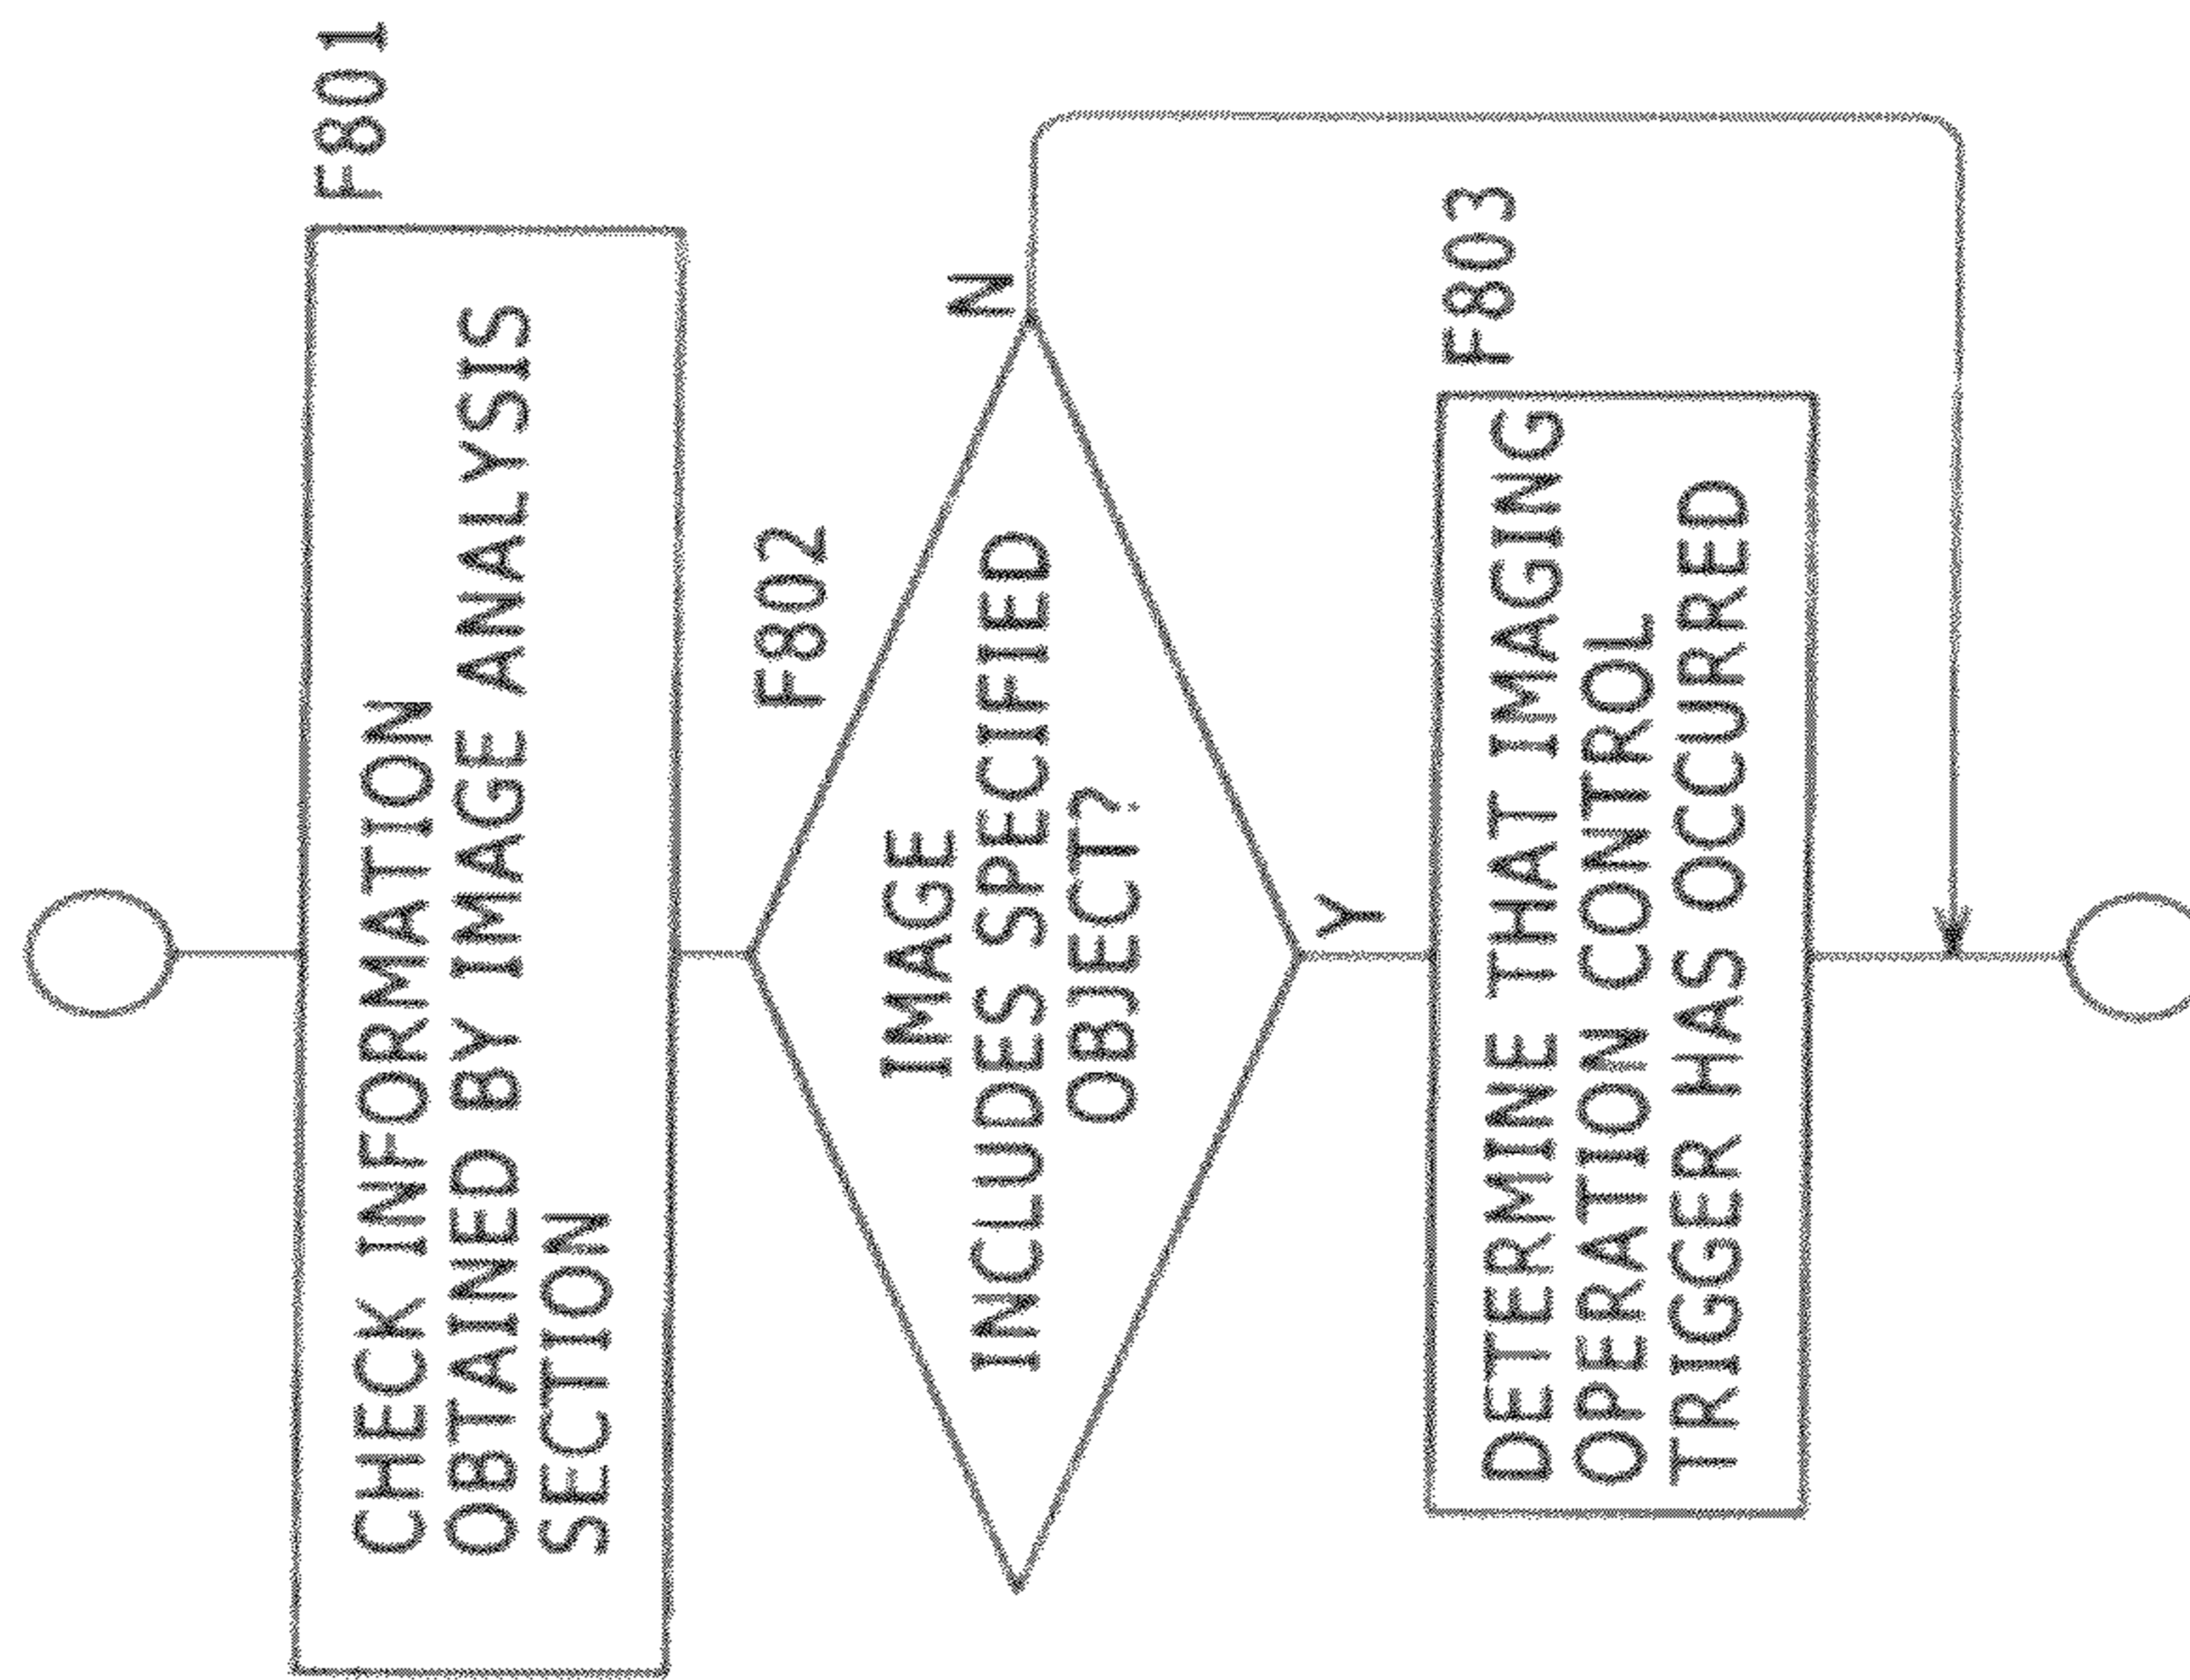 F801
CHECK INFORMATION
OBTAINED BY IMAGE ANALYSIS
SECTION
F802
IMAGE
INCLUDES SPECIFIED
OBJECT?
N
Y
F803
DETERMINE THAT IMAGING
OPERATION CONTROL
TRIGGER HAS OCCURRED